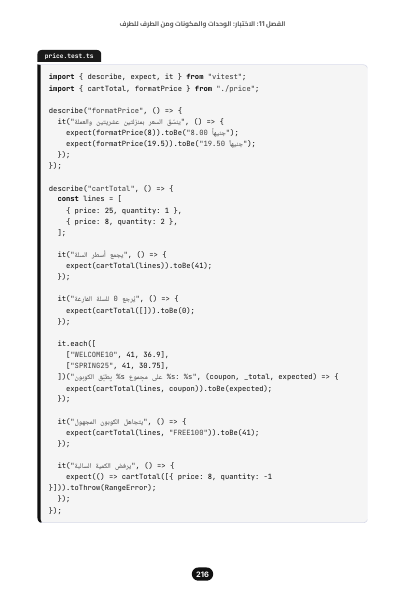 الفصل 11: الاختبار: الوحدات والمكونات ومن الطرف للطرف
price.test.ts
import { describe, expect, it } from "vitest";
import { cartTotal, formatPrice } from "./price";
describe("formatPrice", () => {
it("ينسّق السعر بمنزلتين عشريتين والعملة", () => {
expect(formatPrice(8)).toBe("8.00 جنيهاً");
expect(formatPrice(19.5)).toBe("19.50 جنيهاً");
});
});
describe("cartTotal", () => {
const lines = [
{ price: 25, quantity: 1 },
{ price: 8, quantity: 2 },
];
it("يجمع أسطر السلة", () => {
expect(cartTotal(lines)).toBe(41);
});
it("يُرجع 0 للسلة الفارغة", () => {
expect(cartTotal([])).toBe(0);
});
it.each([
["WELCOME10", 41, 36.9],
["SPRING25", 41, 30.75],
])("يطبّق الكوبون %s على مجموع %s: %s", (coupon, _total, expected) => {
expect(cartTotal(lines, coupon)).toBe(expected);
});
it("يتجاهل الكوبون المجهول", () => {
expect(cartTotal(lines, "FREE100")).toBe(41);
});
it("يرفض الكمية السالبة", () => {
expect(() => cartTotal([{ price: 8, quantity: -1
}])).toThrow(RangeError);
});
});
216